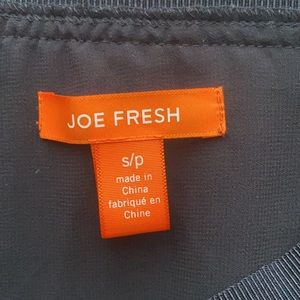 JOE FRESH
s/p
made in
China
fabriqué en
Chine